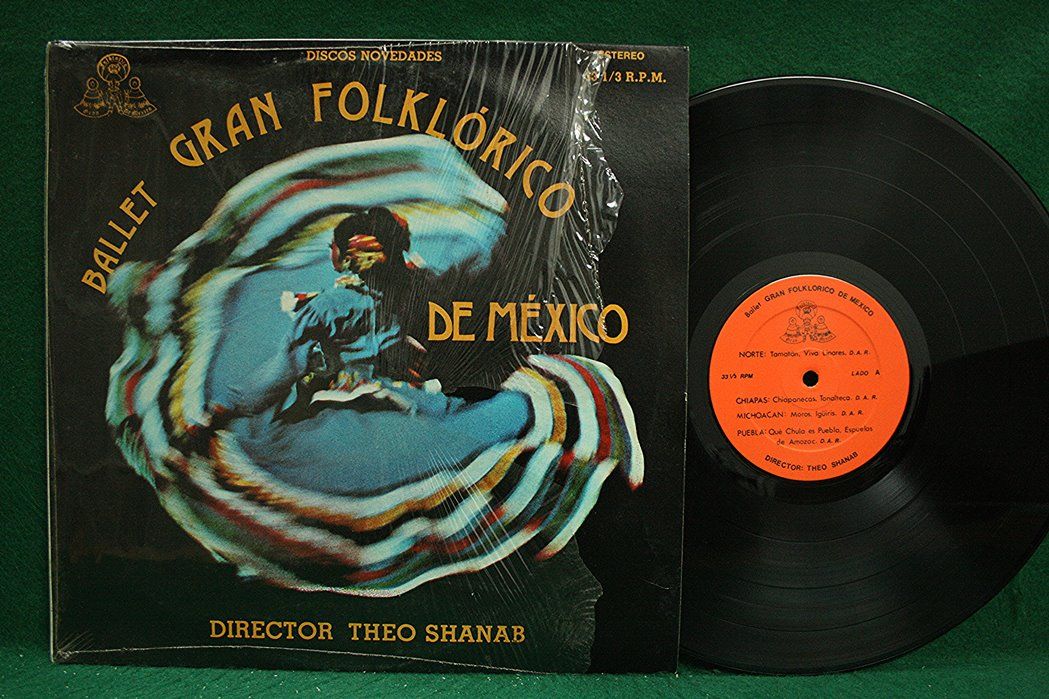 DISCOS NOVEDADES
ESTEREO
33 1/3 R.P.M.
BALLET GRAN FOLKLÓRICO
DE MÉXICO
DIRECTOR THEO SHANAB
Ballet GRAN FOLKLORICO DE MEXICO
NORTE: Tamatán, Viva Linares, D.A.R.
33 1/3 RPM
LADO A
CHIAPAS: Chiapanecas, Tonalteca. D.A.R.
MICHOACAN: Moros, Igüiris. D.A.R.
PUEBLA: Qué Chula es Puebla, Espuelas
de Amozoc. D.A.R.
DIRECTOR: THEO SHANAB